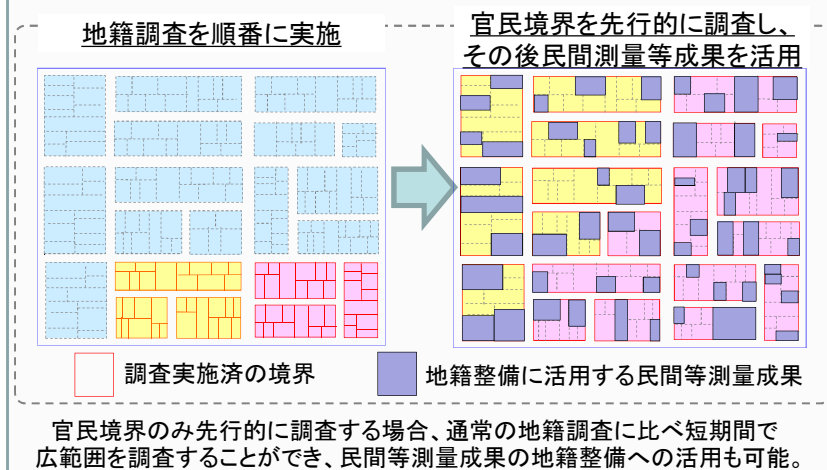 地籍調査を順番に実施
官民境界を先行的に調査し、
その後民間測量等成果を活用
調査実施済の境界
地籍整備に活用する民間等測量成果
官民境界のみ先行的に調査する場合、通常の地籍調査に比べ短期間で
広範囲を調査することができ、民間等測量成果の地籍整備への活用も可能。